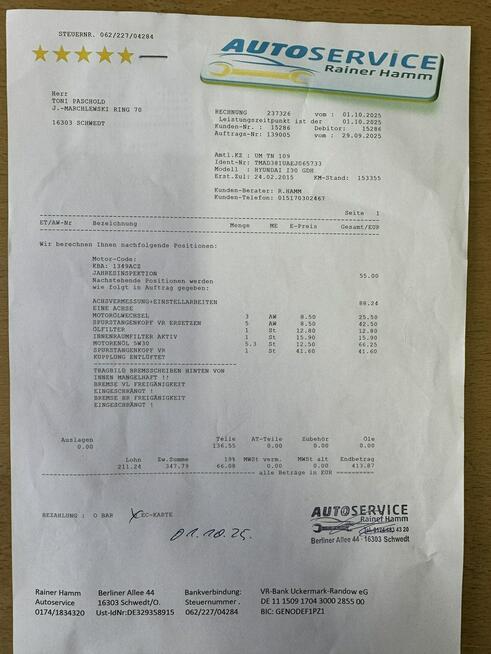 STEUERNR. 062/227/04284
AUTOSERVICE
Rainer Hamm
Herr
TONI PASCHOLD
J.-MARCHLEWSKI RING 70
16303 SCHWEDT
RECHNUNG 237326 vom : 01.10.2025
Leistungszeitpunkt ist der 01.10.2025
Kunden-Nr. : 15286 Debitor: 15286
Auftrags-Nr: 139005 vom : 29.09.2025
Amtl.KZ : UM TN 109
Ident-Nr: TMAD381UAEJ065733
Modell : HYUNDAI I30 GDH
Erst.Zul: 24.02.2015 KM-Stand: 153355
Kunden-Berater: R.HAMM
Kunden-Telefon: 015170302467
Seite 1
ET/AW-Nr Bezeichnung Menge ME E-Preis Gesamt/EUR
Wir berechnen Ihnen nachfolgende Positionen:
Motor-Code:
KBA: 1349ACZ
JAHRESINSPEKTION 55.00
Nachstehende Positionen werden
wie folgt in Auftrag gegeben:
ACHSVERMESSUNG+EINSTELLARBEITEN 88.24
EINE ACHSE
MOTORÖLWECHSEL 3 AW 8.50 25.50
SPURSTANGENKOPF VR ERSETZEN 5 AW 8.50 42.50
ÖLFILTER 1 St 12.80 12.80
INNENRAUMFILTER AKTIV 1 St 15.90 15.90
MOTORENÖL 5W30 5.3 St 12.50 66.25
SPURSTANGENKOPF VR 1 St 41.60 41.60
KUPPLUNG ENTLÜFTET
TRAGBILD BREMSSCHEIBEN HINTEN VON
INNEN MANGELHAFT !!
BREMSE VL FREIGÄNGIKEIT
EINGESCHRÄNGT !
BREMSE HR FREIGÄNGIKEIT
EINGESCHRÄNGT !
Auslagen Teile AT-Teile Zubehör Öle
0.00 136.55 0.00 0.00 0.00
Lohn Zw.Summe 19% MWSt verm. MWSt alt Endbetrag
211.24 347.79 66.08 0.00 0.00 413.87
alle Beträge in EUR
BEZAHLUNG : O BAR EC-KARTE
01.10.25.
AUTOSERVICE
Rainer Hamm
Berliner Allee 44 - 16303 Schwedt
Rainer Hamm Berliner Allee 44 Bankverbindung: VR-Bank Uckermark-Randow eG
Autoservice 16303 Schwedt/O. Steuernummer . DE 11 1509 1704 3000 2855 00
0174/1834320 Ust-IdNr:DE329358915 062/227/04284 BIC: GENODEF1PZ1